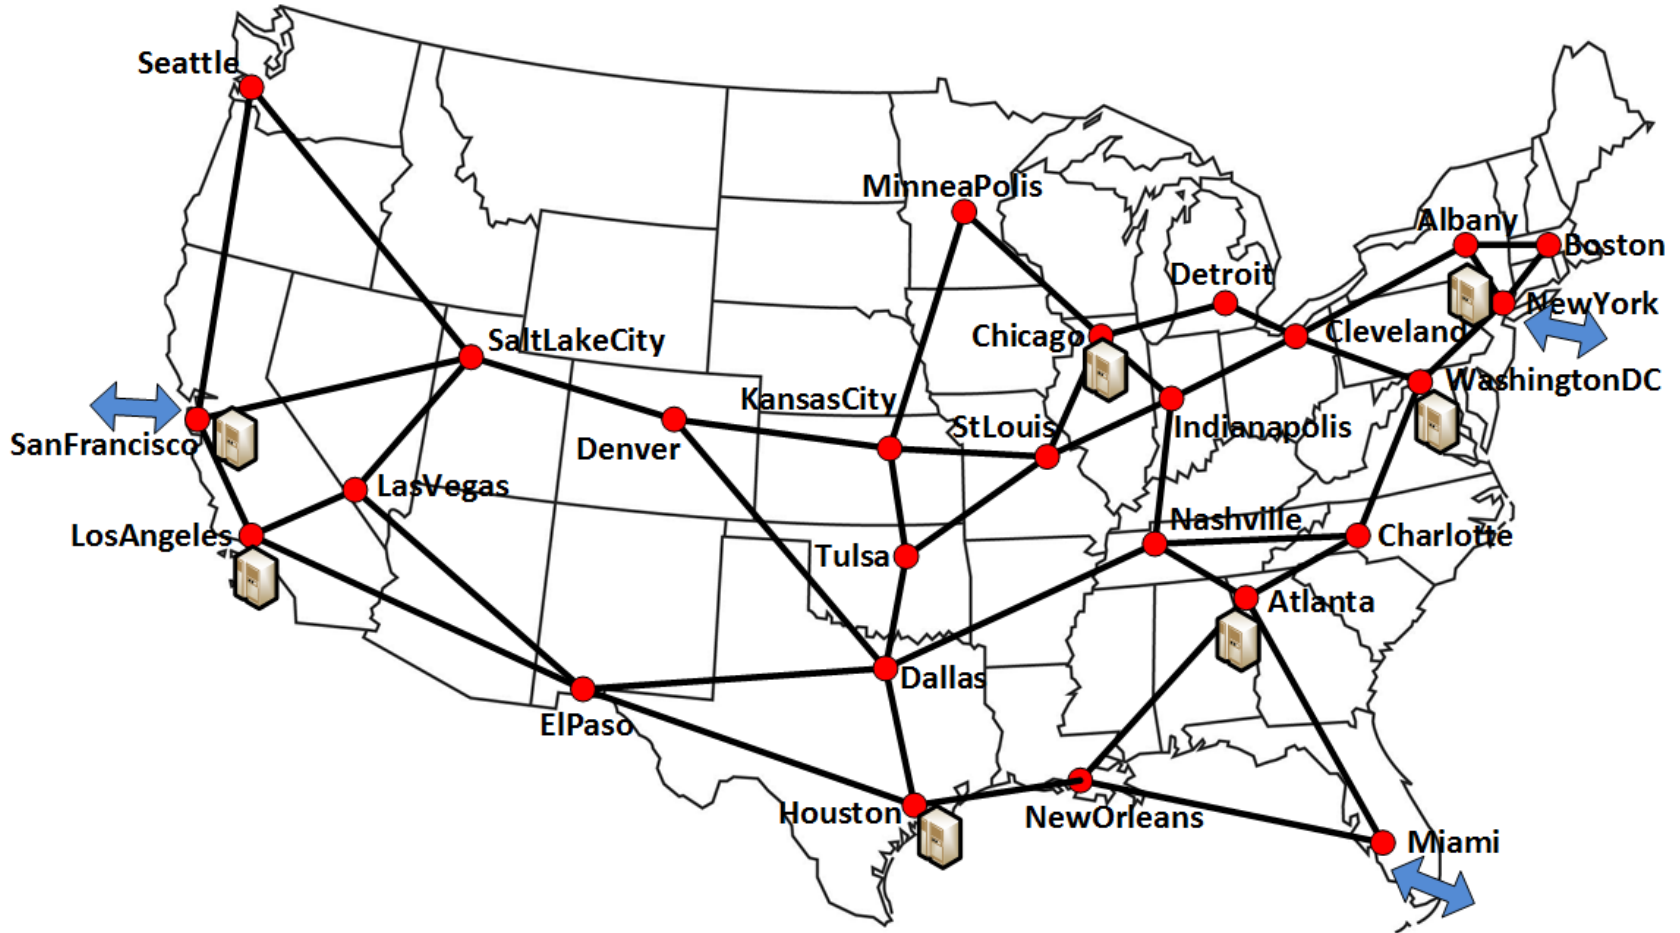 Seattle
MinneaPolis
Albany
Boston
Detroit
NewYork
Chicago
Cleveland
SaltLakeCity
WashingtonDC
KansasCity
StLouis
Indianapolis
SanFrancisco
Denver
LasVegas
Nashville
LosAngeles
Charlotte
Tulsa
Atlanta
Dallas
ElPaso
Houston
NewOrleans
Miami